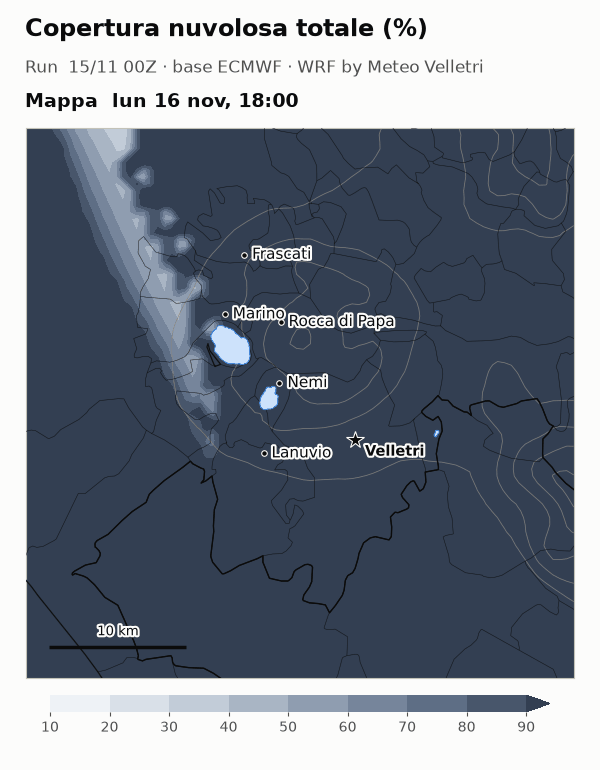 Copertura nuvolosa totale (%)
Run  15/11 00Z · base ECMWF · WRF by Meteo Velletri
Mappa  lun 16 nov, 18:00
Frascati
Marino
Rocca di Papa
Nemi
Velletri
Lanuvio
10 km
10 20 30 40 50 60 70 80 90